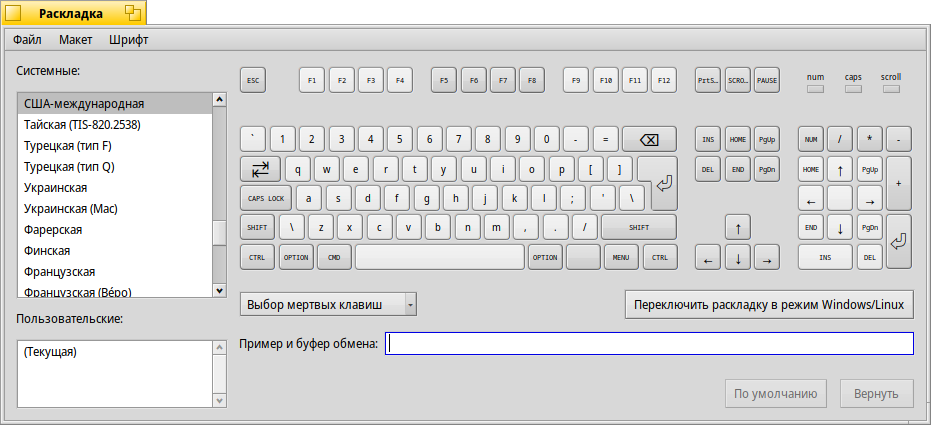 Раскладка
Файл Макет Шрифт
Системные:
США-международная
Тайская (TIS-820.2538)
Турецкая (тип F)
Турецкая (тип Q)
Украинская
Украинская (Mac)
Фарерская
Финская
Французская
Французская (Bépo)
Пользовательские:
(Текущая)
ESC F1 F2 F3 F4 F5 F6 F7 F8 F9 F10 F11 F12 PrtS… SCRO… PAUSE
num caps scroll
` 1 2 3 4 5 6 7 8 9 0 - = ⌫ INS HOME PgUp NUM / * -
q w e r t y u i o p [ ] DEL END PgDn HOME ↑ PgUp +
CAPS LOCK a s d f g h j k l ; ' \ ← →
SHIFT \ z x c v b n m , . / SHIFT ↑ END ↓ PgDn
CTRL OPTION CMD OPTION MENU CTRL ← ↓ → INS DEL
Выбор мертвых клавиш
Переключить раскладку в режим Windows/Linux
Пример и буфер обмена:
По умолчанию Вернуть